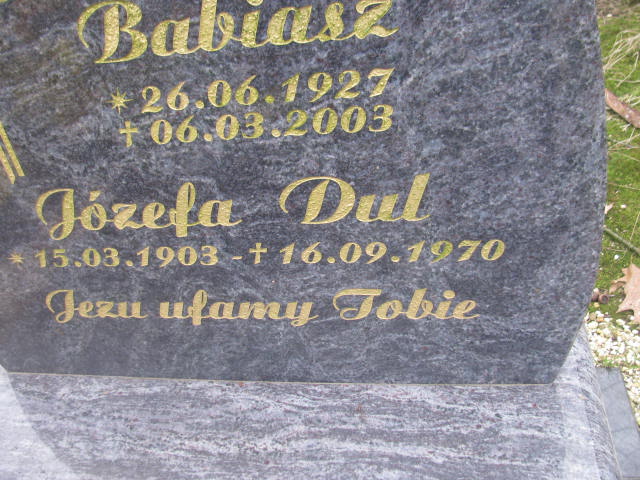 Babiasz
* 26.06.1927
† 06.03.2003
Józefa Dul
* 15.03.1903 - † 16.09.1970
Jezu ufamy Tobie